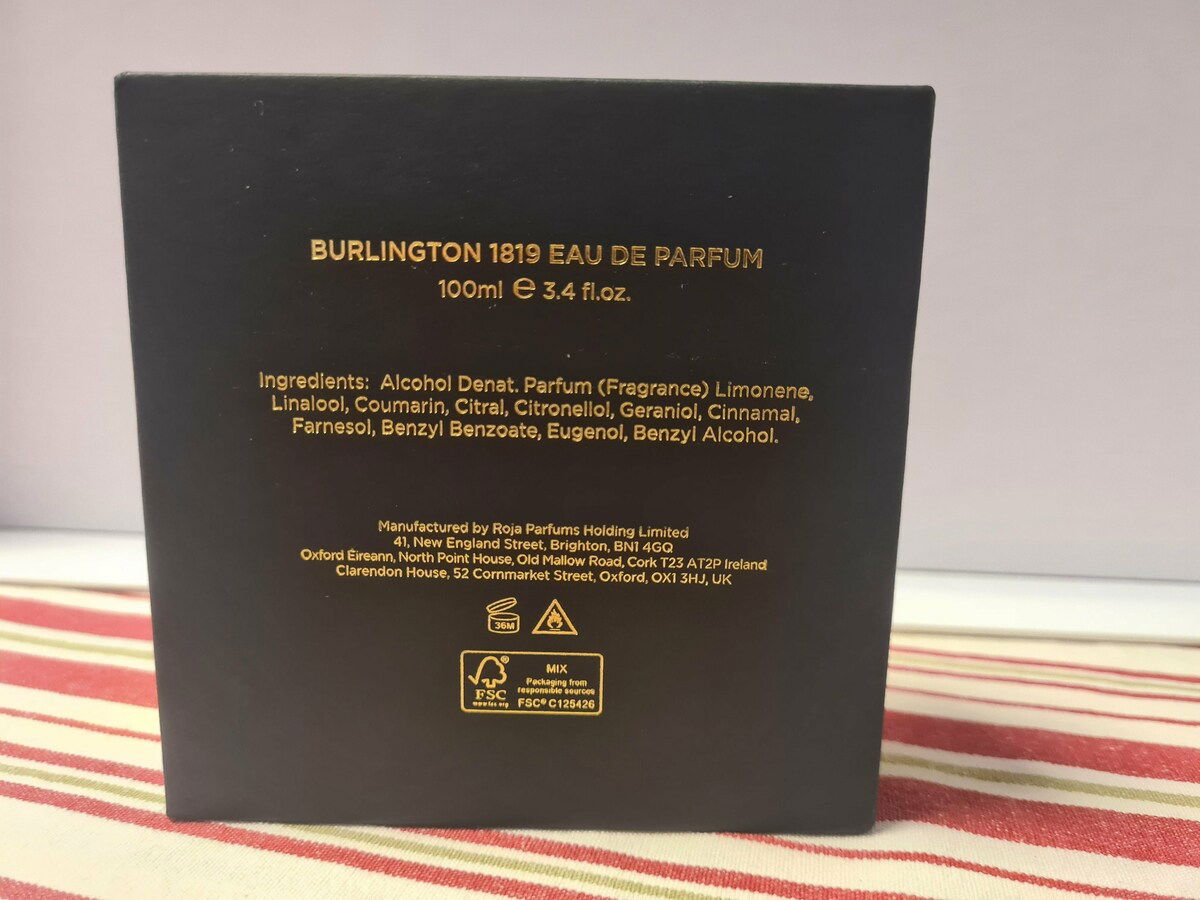 BURLINGTON 1819 EAU DE PARFUM
100ml ℮ 3.4 fl.oz.
Ingredients: Alcohol Denat. Parfum (Fragrance) Limonene,
Linalool, Coumarin, Citral, Citronellol, Geraniol, Cinnamal,
Farnesol, Benzyl Benzoate, Eugenol, Benzyl Alcohol.
Manufactured by Roja Parfums Holding Limited
41, New England Street, Brighton, BN1 4GQ
Oxford Éireann, North Point House, Old Mallow Road, Cork T23 AT2P Ireland
Clarendon House, 52 Cornmarket Street, Oxford, OX1 3HJ, UK
36M
FSC
www.fsc.org
MIX
Packaging from
responsible sources
FSC® C125426